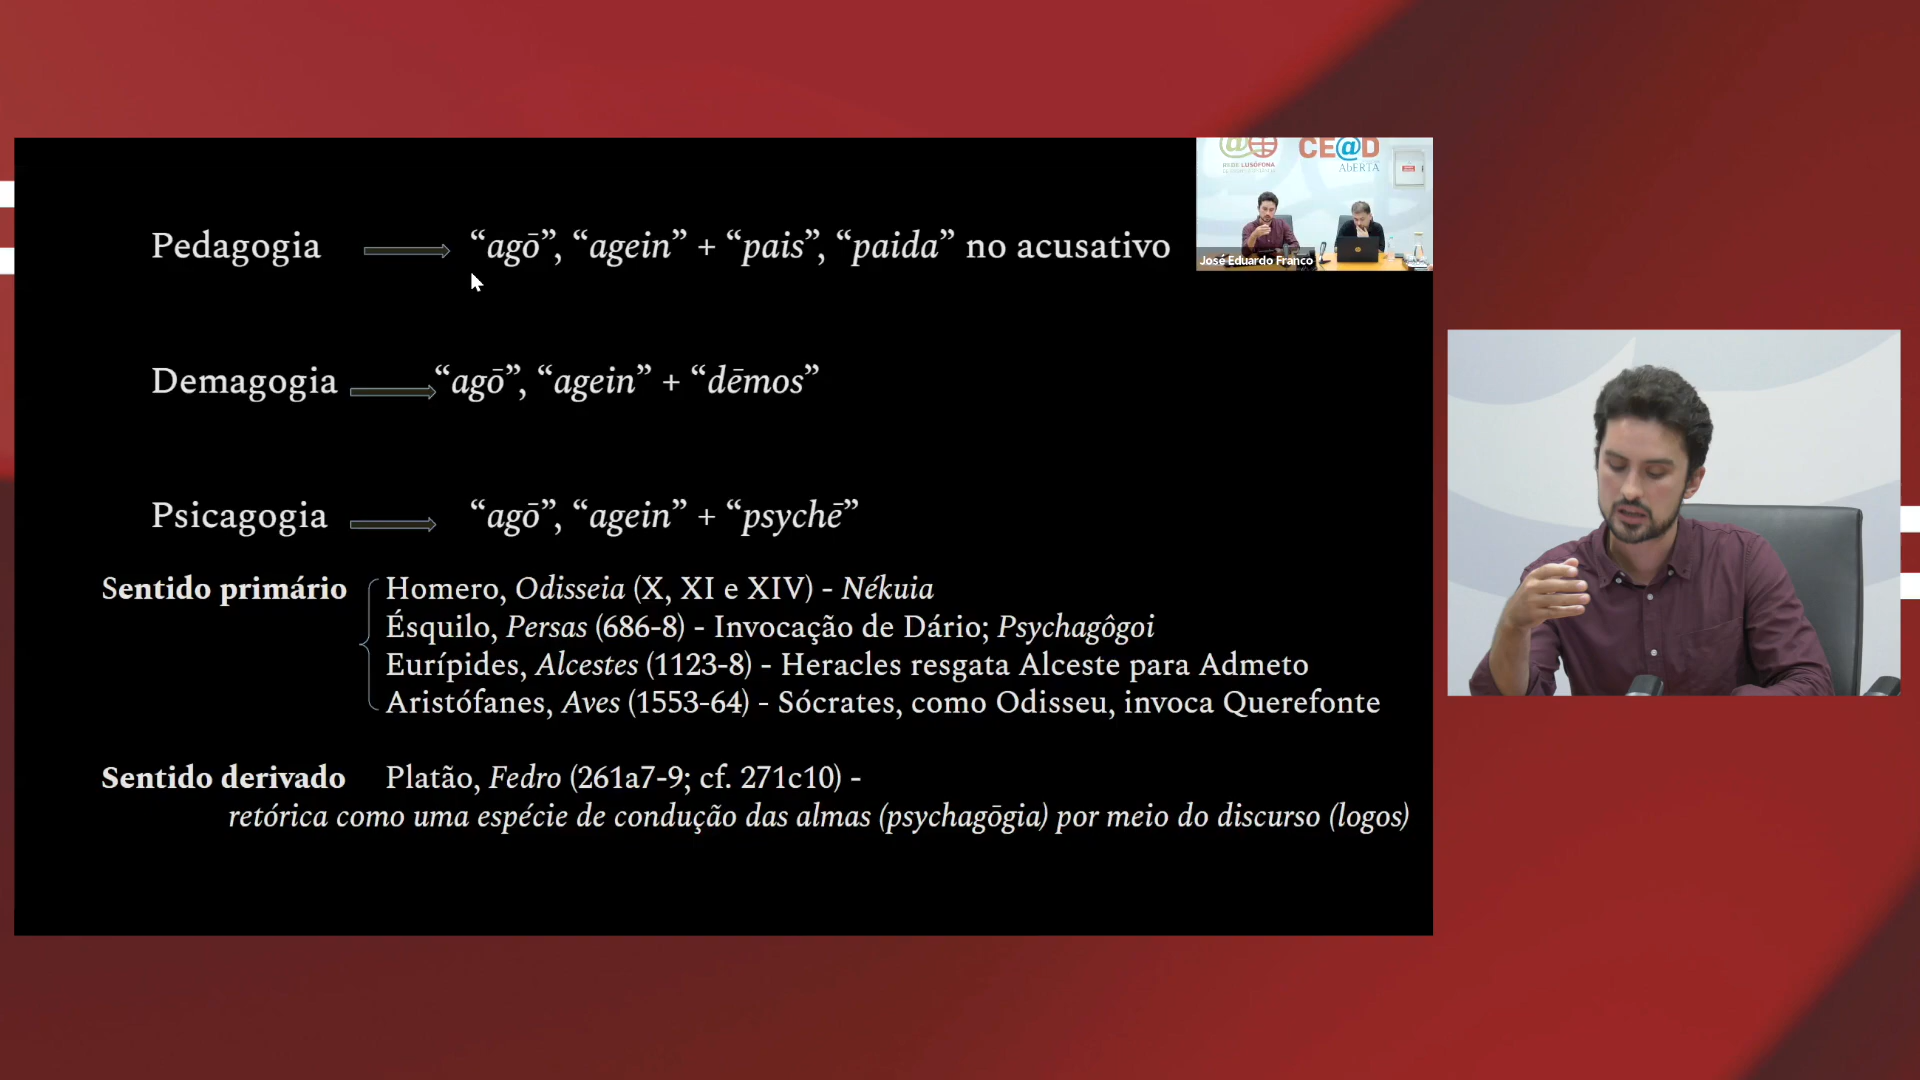 CE@D
REDE LUSÓFONA
AbERTA
Pedagogia “agō”, “agein” + “pais”, “paida” no acusativo
José Eduardo Franco
Demagogia “agō”, “agein” + “dēmos”
Psicagogia “agō”, “agein” + “psychē”
Sentido primário Homero, Odisseia (X, XI e XIV) - Nékuia
Ésquilo, Persas (686-8) - Invocação de Dário; Psychagôgoi
Eurípides, Alcestes (1123-8) - Heracles resgata Alceste para Admeto
Aristófanes, Aves (1553-64) - Sócrates, como Odisseu, invoca Querefonte
Sentido derivado Platão, Fedro (261a7-9; cf. 271c10) -
retórica como uma espécie de condução das almas (psychagōgia) por meio do discurso (logos)